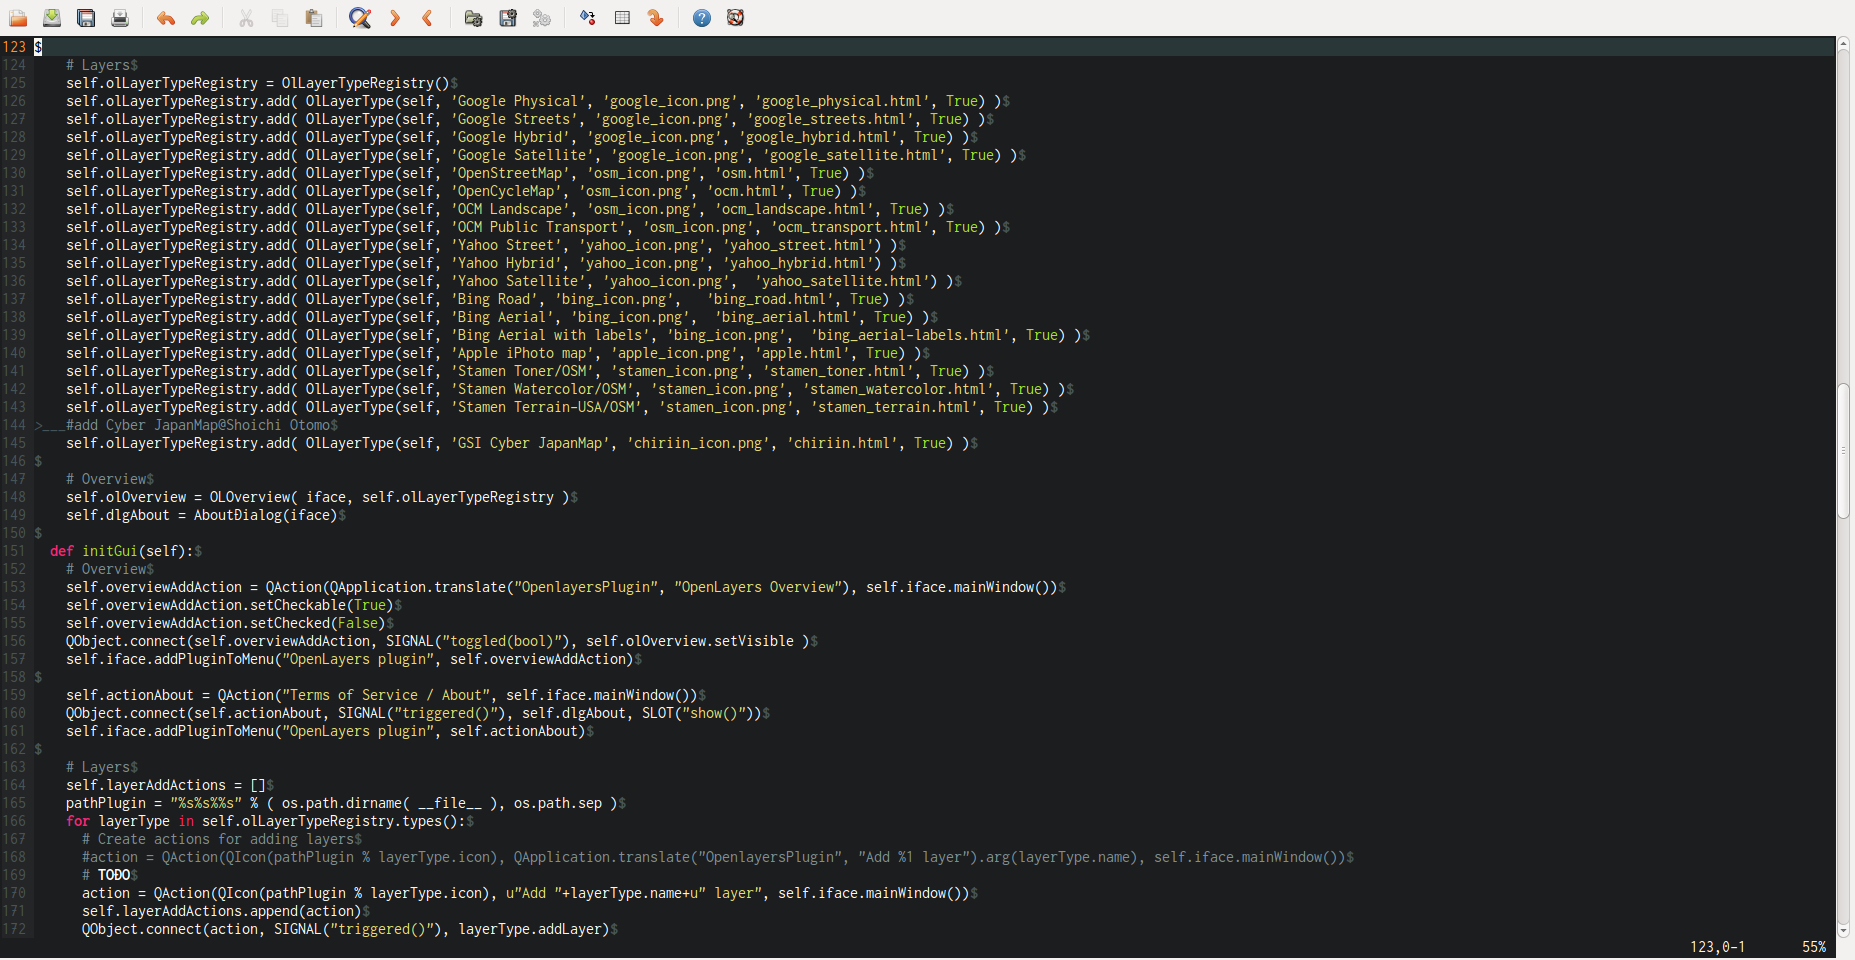 123 $
124     # Layers$
125     self.olLayerTypeRegistry = OlLayerTypeRegistry()$
126     self.olLayerTypeRegistry.add( OlLayerType(self, 'Google Physical', 'google_icon.png', 'google_physical.html', True) )$
127     self.olLayerTypeRegistry.add( OlLayerType(self, 'Google Streets', 'google_icon.png', 'google_streets.html', True) )$
128     self.olLayerTypeRegistry.add( OlLayerType(self, 'Google Hybrid', 'google_icon.png', 'google_hybrid.html', True) )$
129     self.olLayerTypeRegistry.add( OlLayerType(self, 'Google Satellite', 'google_icon.png', 'google_satellite.html', True) )$
130     self.olLayerTypeRegistry.add( OlLayerType(self, 'OpenStreetMap', 'osm_icon.png', 'osm.html', True) )$
131     self.olLayerTypeRegistry.add( OlLayerType(self, 'OpenCycleMap', 'osm_icon.png', 'ocm.html', True) )$
132     self.olLayerTypeRegistry.add( OlLayerType(self, 'OCM Landscape', 'osm_icon.png', 'ocm_landscape.html', True) )$
133     self.olLayerTypeRegistry.add( OlLayerType(self, 'OCM Public Transport', 'osm_icon.png', 'ocm_transport.html', True) )$
134     self.olLayerTypeRegistry.add( OlLayerType(self, 'Yahoo Street', 'yahoo_icon.png', 'yahoo_street.html') )$
135     self.olLayerTypeRegistry.add( OlLayerType(self, 'Yahoo Hybrid', 'yahoo_icon.png', 'yahoo_hybrid.html') )$
136     self.olLayerTypeRegistry.add( OlLayerType(self, 'Yahoo Satellite', 'yahoo_icon.png',  'yahoo_satellite.html') )$
137     self.olLayerTypeRegistry.add( OlLayerType(self, 'Bing Road', 'bing_icon.png',   'bing_road.html', True) )$
138     self.olLayerTypeRegistry.add( OlLayerType(self, 'Bing Aerial', 'bing_icon.png',  'bing_aerial.html', True) )$
139     self.olLayerTypeRegistry.add( OlLayerType(self, 'Bing Aerial with labels', 'bing_icon.png',  'bing_aerial-labels.html', True) )$
140     self.olLayerTypeRegistry.add( OlLayerType(self, 'Apple iPhoto map', 'apple_icon.png', 'apple.html', True) )$
141     self.olLayerTypeRegistry.add( OlLayerType(self, 'Stamen Toner/OSM', 'stamen_icon.png', 'stamen_toner.html', True) )$
142     self.olLayerTypeRegistry.add( OlLayerType(self, 'Stamen Watercolor/OSM', 'stamen_icon.png', 'stamen_watercolor.html', True) )$
143     self.olLayerTypeRegistry.add( OlLayerType(self, 'Stamen Terrain-USA/OSM', 'stamen_icon.png', 'stamen_terrain.html', True) )$
144 >___#add Cyber JapanMap@Shoichi Otomo$
145     self.olLayerTypeRegistry.add( OlLayerType(self, 'GSI Cyber JapanMap', 'chiriin_icon.png', 'chiriin.html', True) )$
146 $
147     # Overview$
148     self.olOverview = OLOverview( iface, self.olLayerTypeRegistry )$
149     self.dlgAbout = AboutDialog(iface)$
150 $
151   def initGui(self):$
152     # Overview$
153     self.overviewAddAction = QAction(QApplication.translate("OpenlayersPlugin", "OpenLayers Overview"), self.iface.mainWindow())$
154     self.overviewAddAction.setCheckable(True)$
155     self.overviewAddAction.setChecked(False)$
156     QObject.connect(self.overviewAddAction, SIGNAL("toggled(bool)"), self.olOverview.setVisible )$
157     self.iface.addPluginToMenu("OpenLayers plugin", self.overviewAddAction)$
158 $
159     self.actionAbout = QAction("Terms of Service / About", self.iface.mainWindow())$
160     QObject.connect(self.actionAbout, SIGNAL("triggered()"), self.dlgAbout, SLOT("show()"))$
161     self.iface.addPluginToMenu("OpenLayers plugin", self.actionAbout)$
162 $
163     # Layers$
164     self.layerAddActions = []$
165     pathPlugin = "%s%s%%s" % ( os.path.dirname( __file__ ), os.path.sep )$
166     for layerType in self.olLayerTypeRegistry.types():$
167       # Create actions for adding layers$
168       #action = QAction(QIcon(pathPlugin % layerType.icon), QApplication.translate("OpenlayersPlugin", "Add %1 layer").arg(layerType.name), self.iface.mainWindow())$
169       # TODO$
170       action = QAction(QIcon(pathPlugin % layerType.icon), u"Add "+layerType.name+u" layer", self.iface.mainWindow())$
171       self.layerAddActions.append(action)$
172       QObject.connect(action, SIGNAL("triggered()"), layerType.addLayer)$
123,0-1 55%